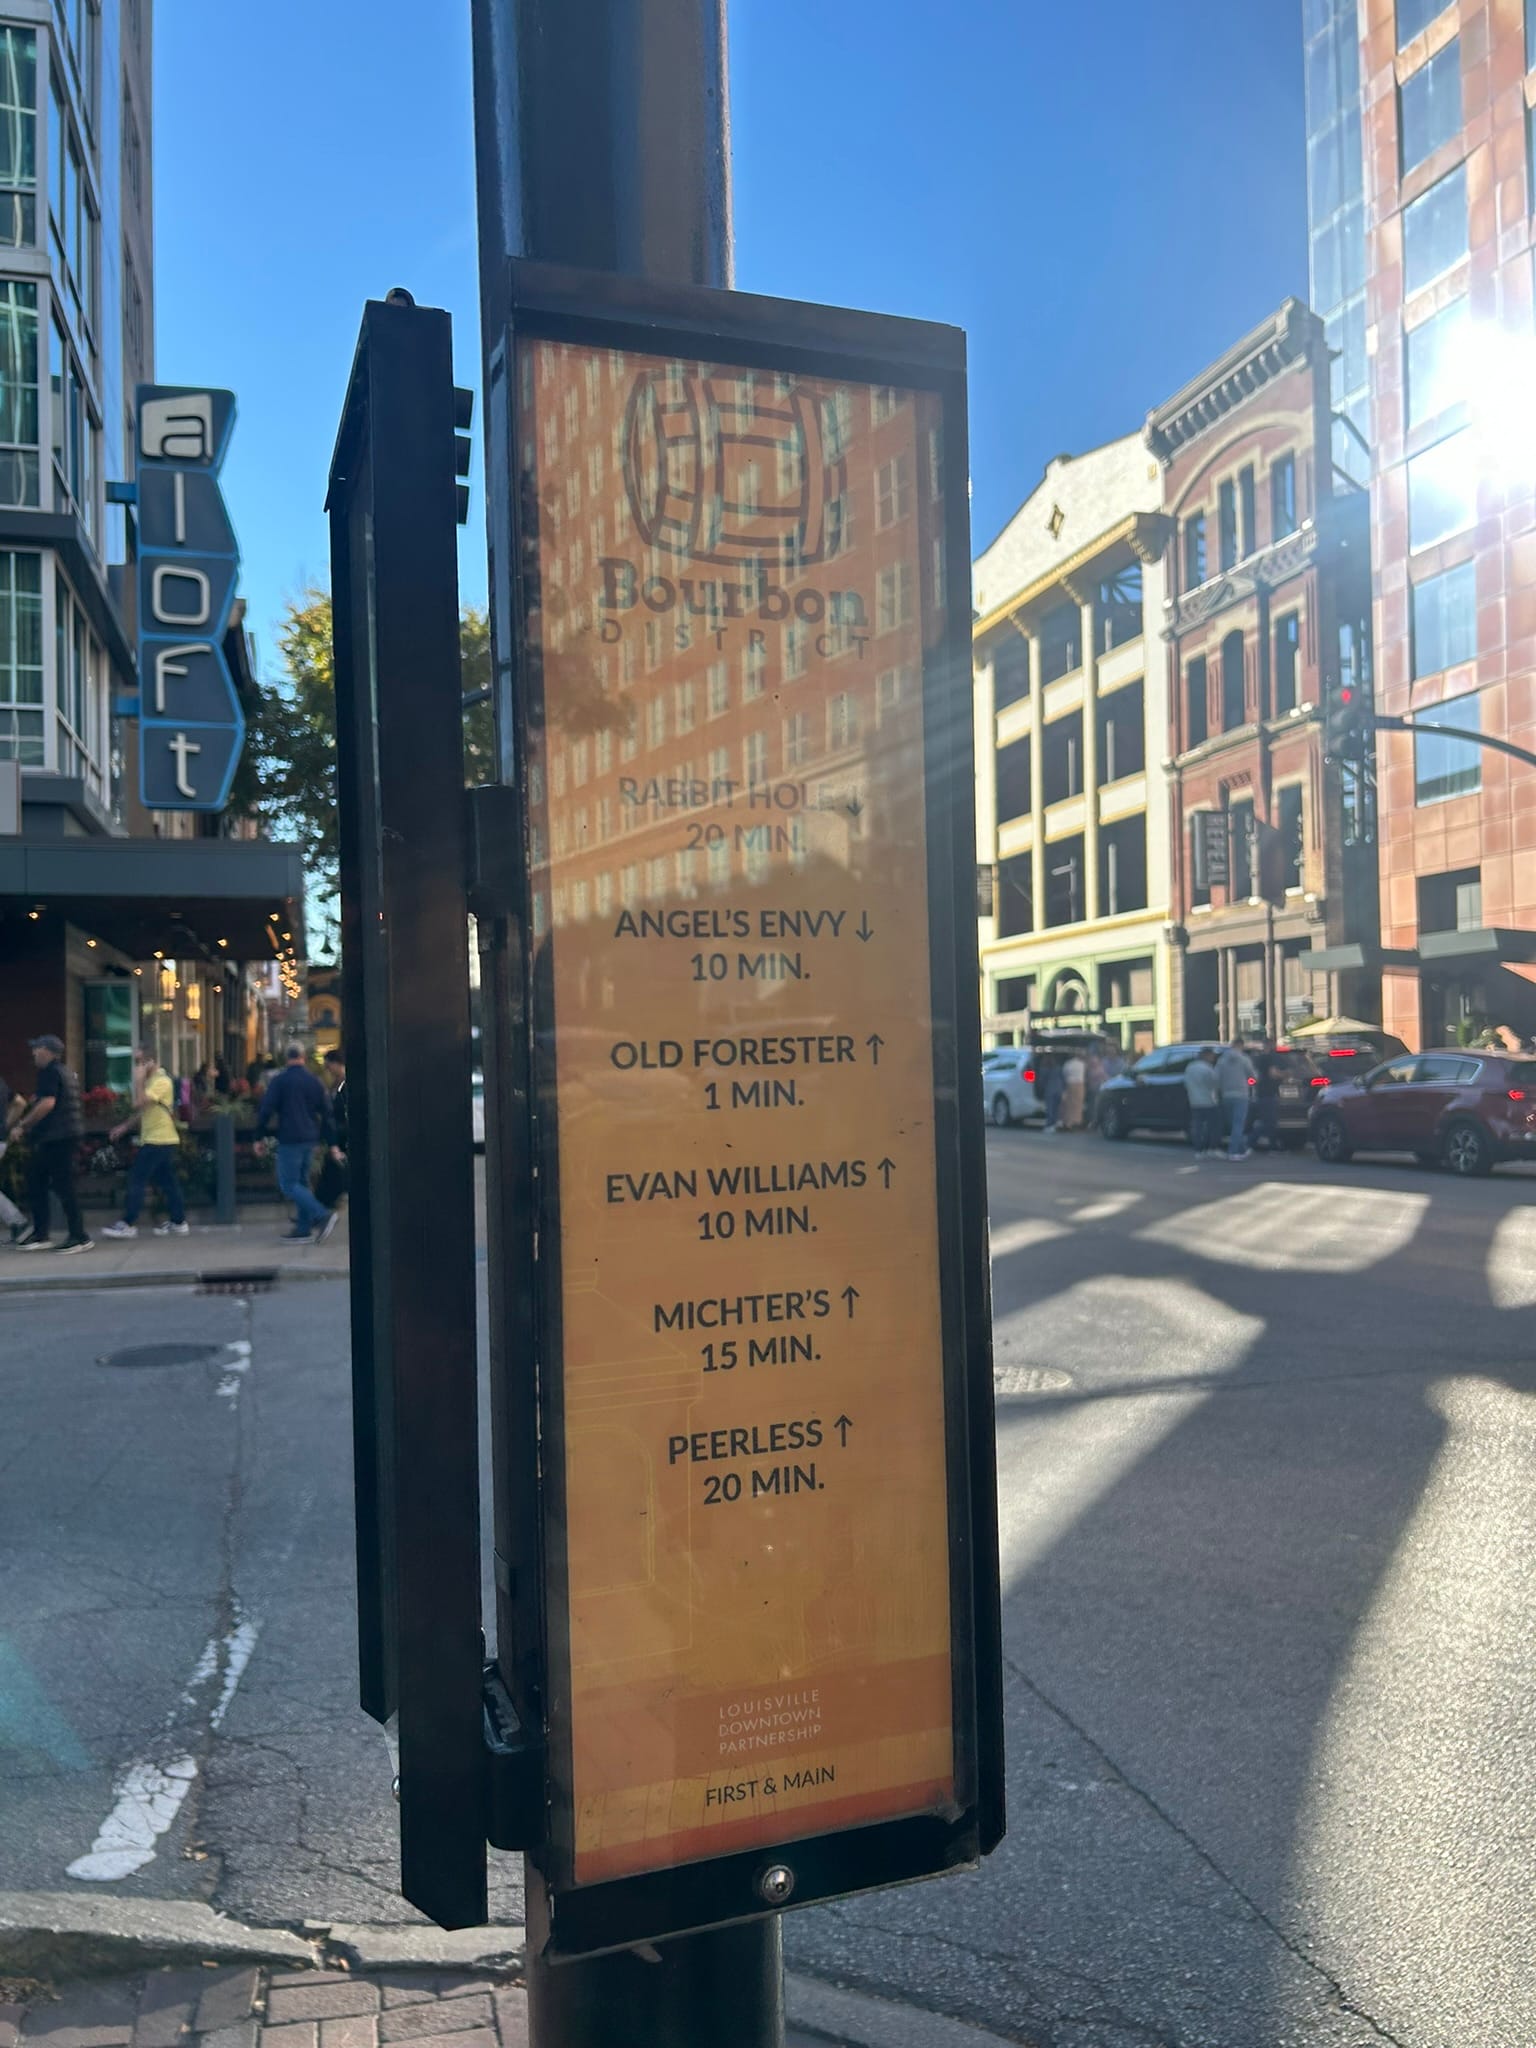 aloft
Bourbon
DISTRICT
RABBIT HOLE ↓
20 MIN.
ANGEL'S ENVY ↓
10 MIN.
OLD FORESTER ↑
1 MIN.
EVAN WILLIAMS ↑
10 MIN.
MICHTER'S ↑
15 MIN.
PEERLESS ↑
20 MIN.
LOUISVILLE
DOWNTOWN
PARTNERSHIP
FIRST & MAIN